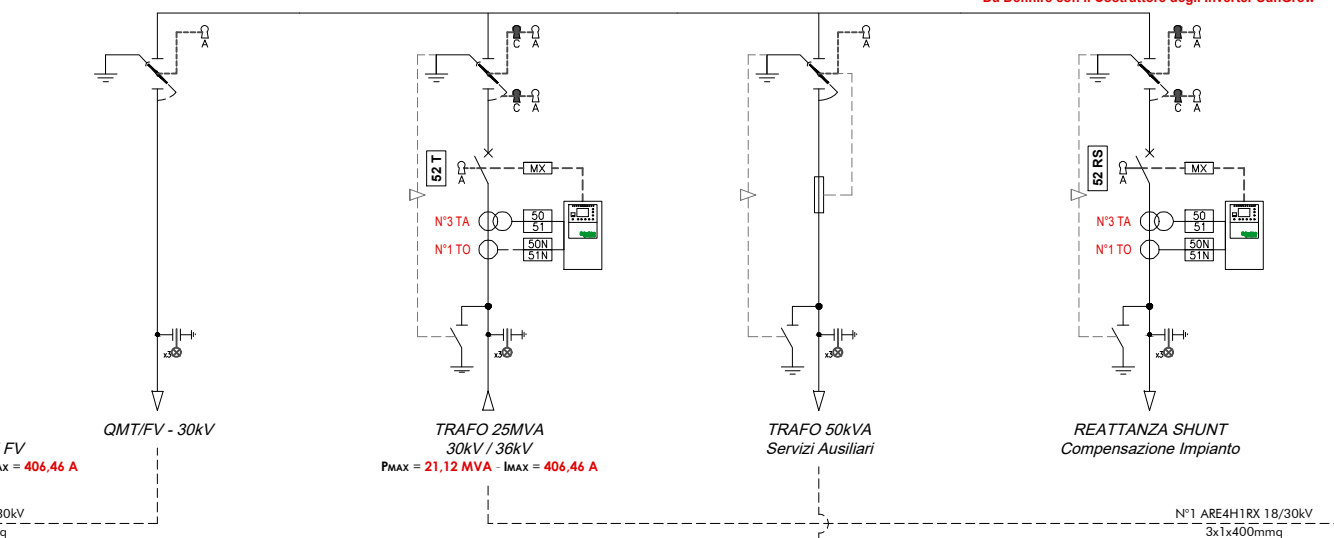 Da Definire con il Costruttore degli Inverter SunGrow
A
C A
A
C A
C A
C A
52 T
A
MX
52 RS
A
MX
N°3 TA
50
51
N°3 TA
50
51
N°1 TO
50N
51N
N°1 TO
50N
51N
x3
x3
x3
x3
QMT/FV - 30kV
TRAFO 25MVA
30kV / 36kV
PMAX = 21,12 MVA - IMAX = 406,46 A
TRAFO 50kVA
Servizi Ausiliari
REATTANZA SHUNT
Compensazione Impianto
FV
AX = 406,46 A
30kV
q
N°1 ARE4H1RX 18/30kV
3x1x400mmq